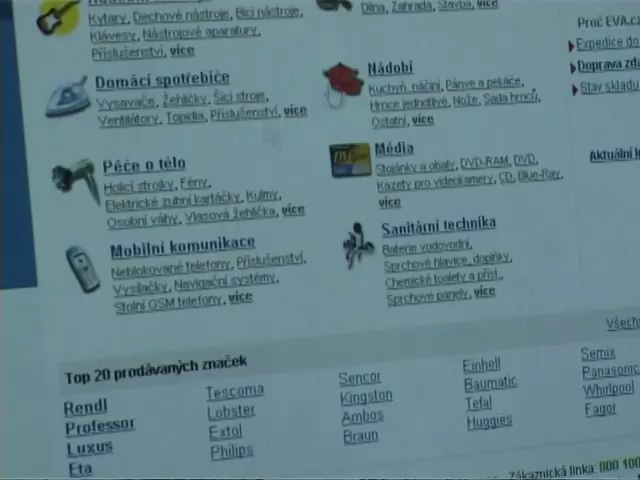 Kytary, Dechové nástroje, Bicí nástroje,
Klávesy, Nástrojové aparatury,
Příslušenství, více
Domácí spotřebiče
Vysavače, Žehličky, Šicí stroje,
Ventilátory, Topidla, Příslušenství, více
Péče o tělo
Holicí strojky, Fény,
Elektrické zubní kartáčky, Kulmy,
Osobní váhy, Vlasová žehlička, více
Mobilní komunikace
Neblokované telefony, Příslušenství,
Vysílačky, Navigační systémy,
Stolní GSM telefony, více
Dílna, Zahrada, Stavba, více
Nádobí
Kuchyň. náčiní, Pánve a pekáče,
Hrnce jednotlivé, Nože, Sada hrnců,
Ostatní, více
Média
Stojánky a obaly, DVD-RAM, DVD,
Kazety pro videokamery, CD, Blue-Ray,
více
Sanitární technika
Baterie vodovodní,
Sprchové hlavice, doplňky,
Chemické toalety a přísl.,
Sprchové panely, více
Proč EVA.cz
Expedice do
Doprava zda
Stav skladu
Aktuální l
Všech
Top 20 prodávaných značek
Rendl
Professor
Luxus
Eta
Tescoma
Lobster
Extol
Philips
Sencor
Kingston
Ambos
Braun
Einhell
Baumatic
Tefal
Huggies
Semix
Panasonic
Whirlpool
Fagor
Zákaznická linka: 800 100